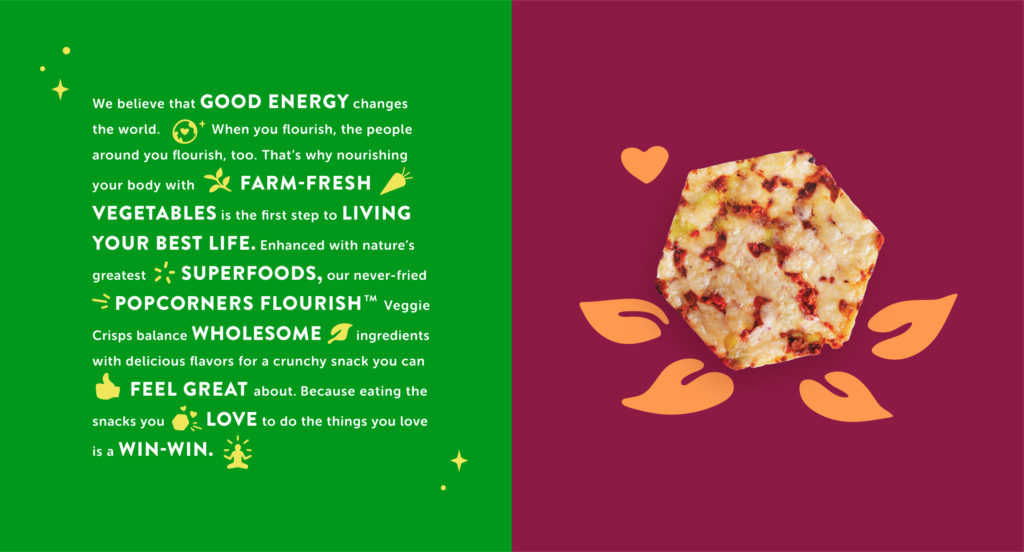 We believe that GOOD ENERGY changes
the world. When you flourish, the people
around you flourish, too. That's why nourishing
your body with FARM-FRESH
VEGETABLES is the first step to LIVING
YOUR BEST LIFE. Enhanced with nature's
greatest SUPERFOODS, our never-fried
POPCORNERS FLOURISH™ Veggie
Crisps balance WHOLESOME ingredients
with delicious flavors for a crunchy snack you can
FEEL GREAT about. Because eating the
snacks you LOVE to do the things you love
is a WIN-WIN.